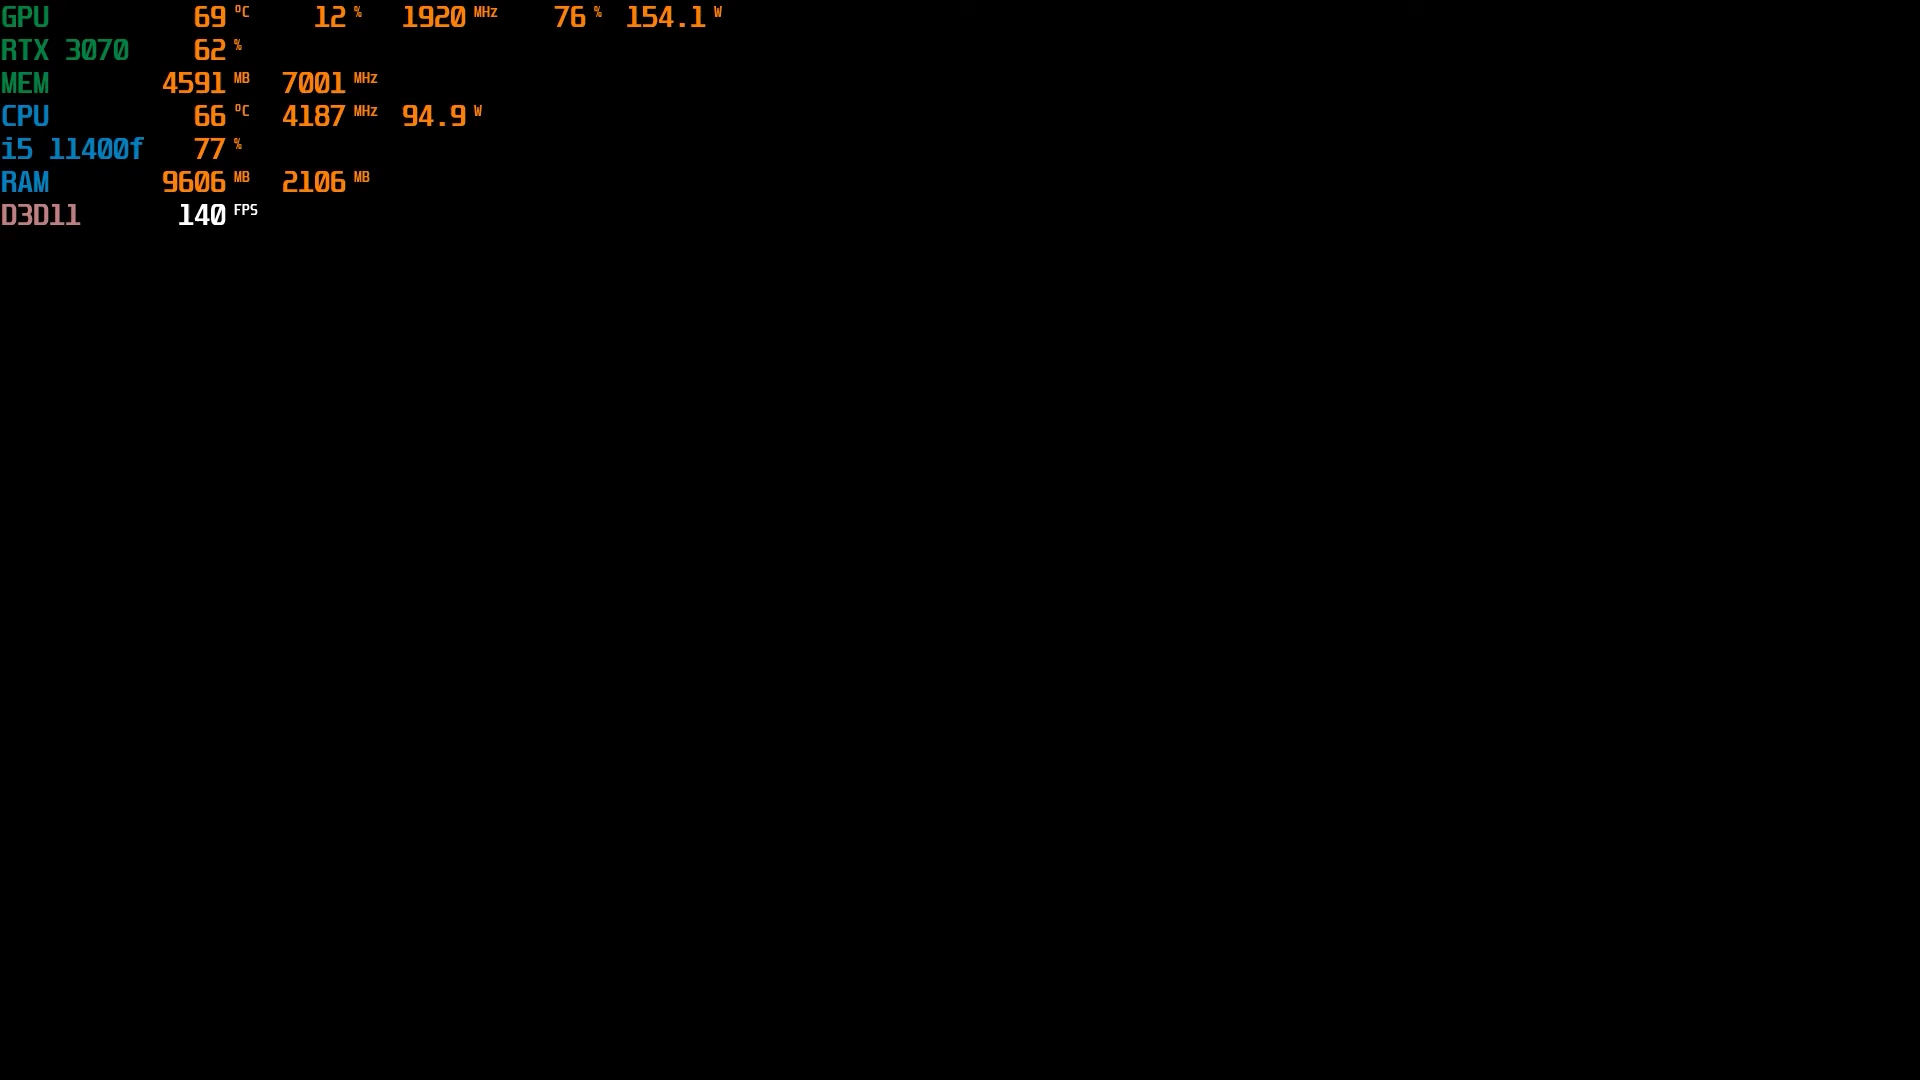 GPU 69 °C 12 % 1920 MHz 76 % 154.1 W
RTX 3070 62 %
MEM 4591 MB 7001 MHz
CPU 66 °C 4187 MHz 94.9 W
i5 11400f 77 %
RAM 9606 MB 2106 MB
D3D11 140 FPS